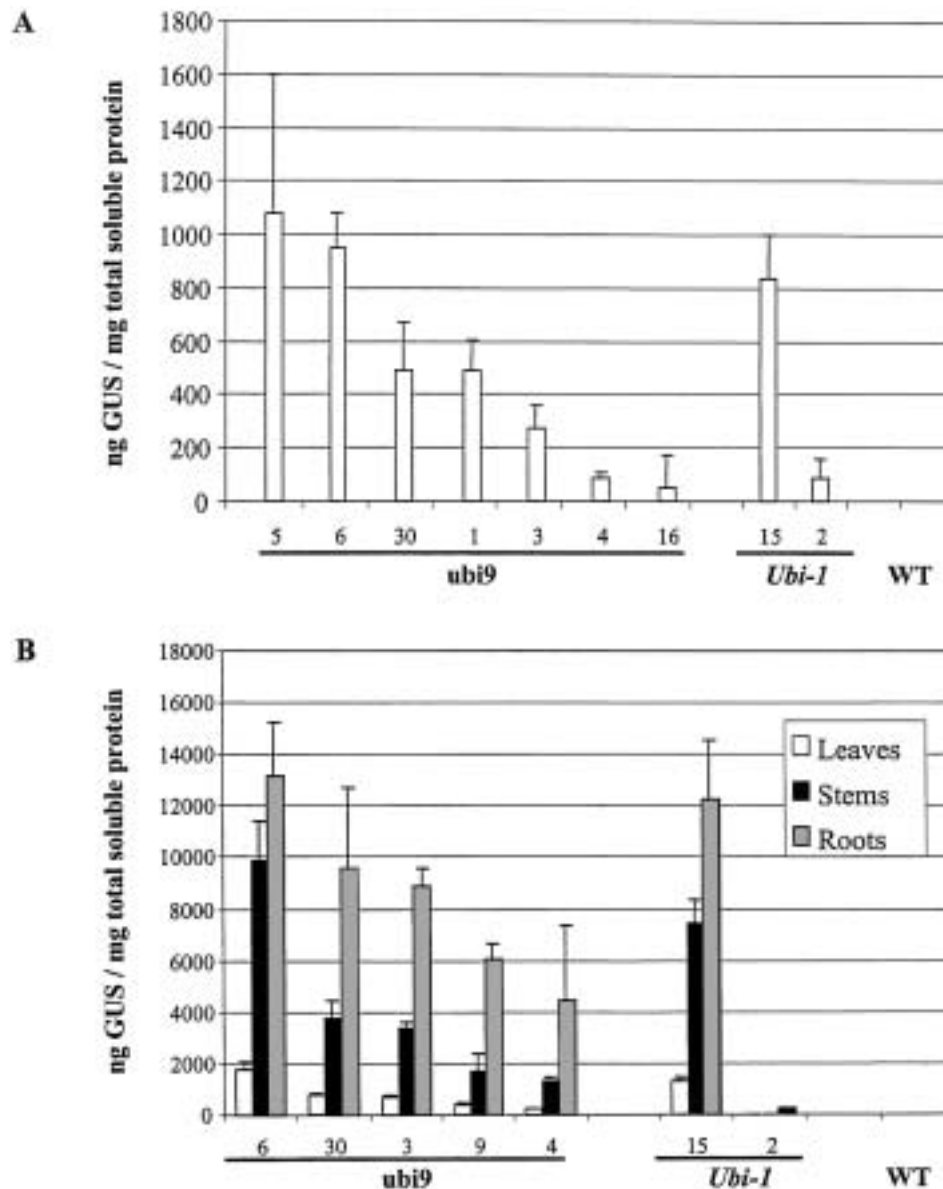 A
ng GUS / mg total soluble protein
1800
1600
1400
1200
1000
800
600
400
200
0
5 6 30 1 3 4 16 15 2
ubi9 Ubi-1 WT
B
ng GUS / mg total soluble protein
18000
16000
14000
12000
10000
8000
6000
4000
2000
0
Leaves
Stems
Roots
6 30 3 9 4 15 2
ubi9 Ubi-1 WT